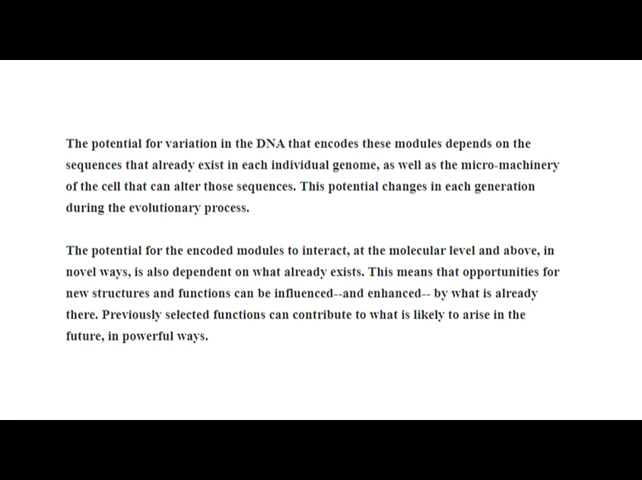 The potential for variation in the DNA that encodes these modules depends on the
sequences that already exist in each individual genome, as well as the micro-machinery
of the cell that can alter those sequences. This potential changes in each generation
during the evolutionary process.
The potential for the encoded modules to interact, at the molecular level and above, in
novel ways, is also dependent on what already exists. This means that opportunities for
new structures and functions can be influenced--and enhanced-- by what is already
there. Previously selected functions can contribute to what is likely to arise in the
future, in powerful ways.